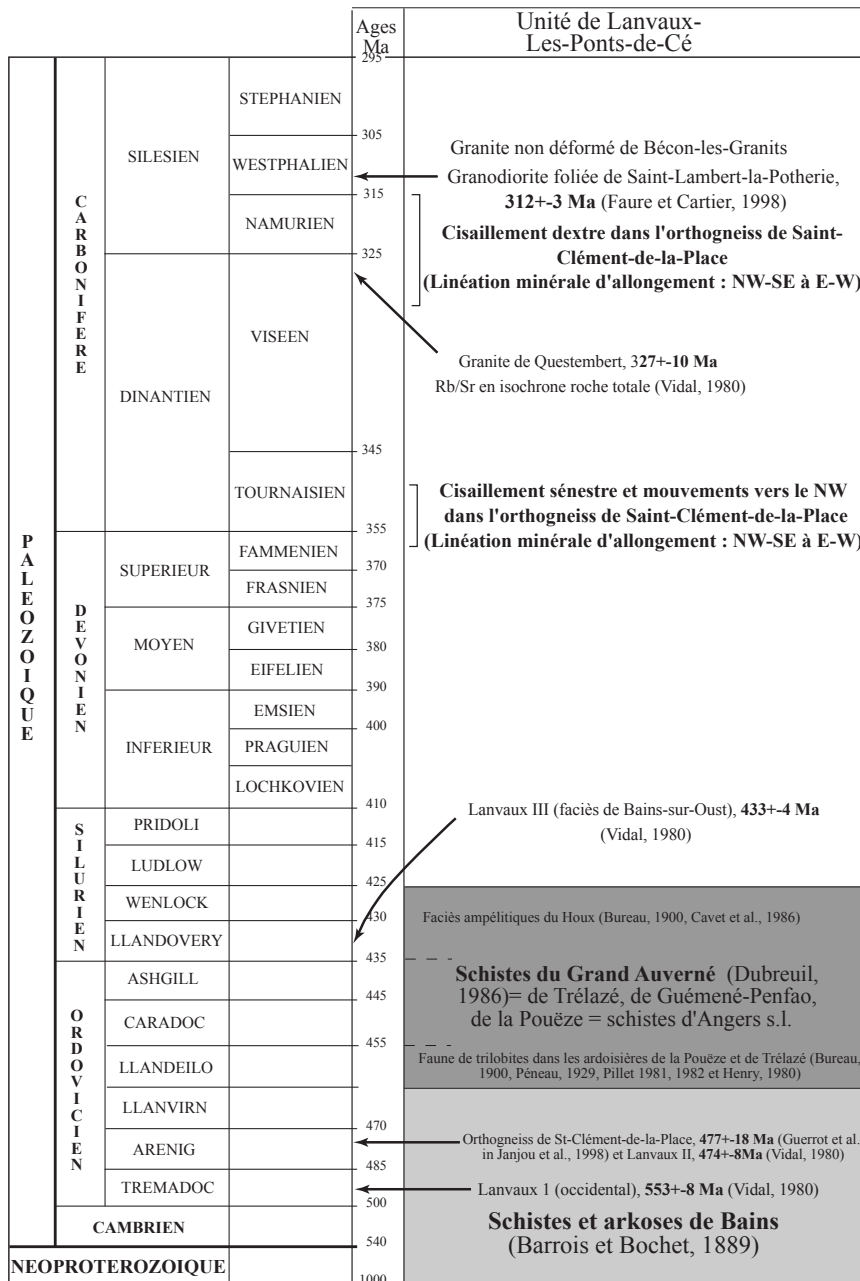 Ages
Ma
Unité de Lanvaux-
Les-Ponts-de-Cé
295
STEPHANIEN
305
SILESIEN
WESTPHALIEN
Granite non déformé de Bécon-les-Granits
Granodiorite foliée de Saint-Lambert-la-Potherie,
312+-3 Ma (Faure et Cartier, 1998)
315
NAMURIEN
Cisaillement dextre dans l'orthogneiss de Saint-
Clément-de-la-Place
(Linéation minérale d'allongement : NW-SE à E-W)
325
CARBONIFERE
VISEEN
Granite de Questembert, 327+-10 Ma
Rb/Sr en isochrone roche totale (Vidal, 1980)
DINANTIEN
345
TOURNAISIEN
Cisaillement sénestre et mouvements vers le NW
dans l'orthogneiss de Saint-Clément-de-la-Place
(Linéation minérale d'allongement : NW-SE à E-W)
355
PALEOZOIQUE
DEVONIEN
SUPERIEUR
FAMMENIEN
370
FRASNIEN
375
MOYEN
GIVETIEN
380
EIFELIEN
390
INFERIEUR
EMSIEN
400
PRAGUIEN
LOCHKOVIEN
410
Lanvaux III (faciès de Bains-sur-Oust), 433+-4 Ma
(Vidal, 1980)
SILURIEN
PRIDOLI
415
LUDLOW
425
WENLOCK
Faciès ampélitiques du Houx (Bureau, 1900, Cavet et al., 1986)
430
LLANDOVERY
435
ORDOVICIEN
ASHGILL
Schistes du Grand Auverné (Dubreuil,
1986)= de Trélazé, de Guémené-Penfao,
de la Pouëze = schistes d'Angers s.l.
445
CARADOC
455
LLANDEILO
Faune de trilobites dans les ardoisières de la Pouëze et de Trélazé (Bureau,
1900, Péneau, 1929, Pillet 1981, 1982 et Henry, 1980)
LLANVIRN
470
ARENIG
Orthogneiss de St-Clément-de-la-Place, 477+-18 Ma (Guerrot et al.
in Janjou et al., 1998) et Lanvaux II, 474+-8Ma (Vidal, 1980)
485
TREMADOC
Lanvaux 1 (occidental), 553+-8 Ma (Vidal, 1980)
500
CAMBRIEN
Schistes et arkoses de Bains
(Barrois et Bochet, 1889)
540
NEOPROTEROZOIQUE
1000